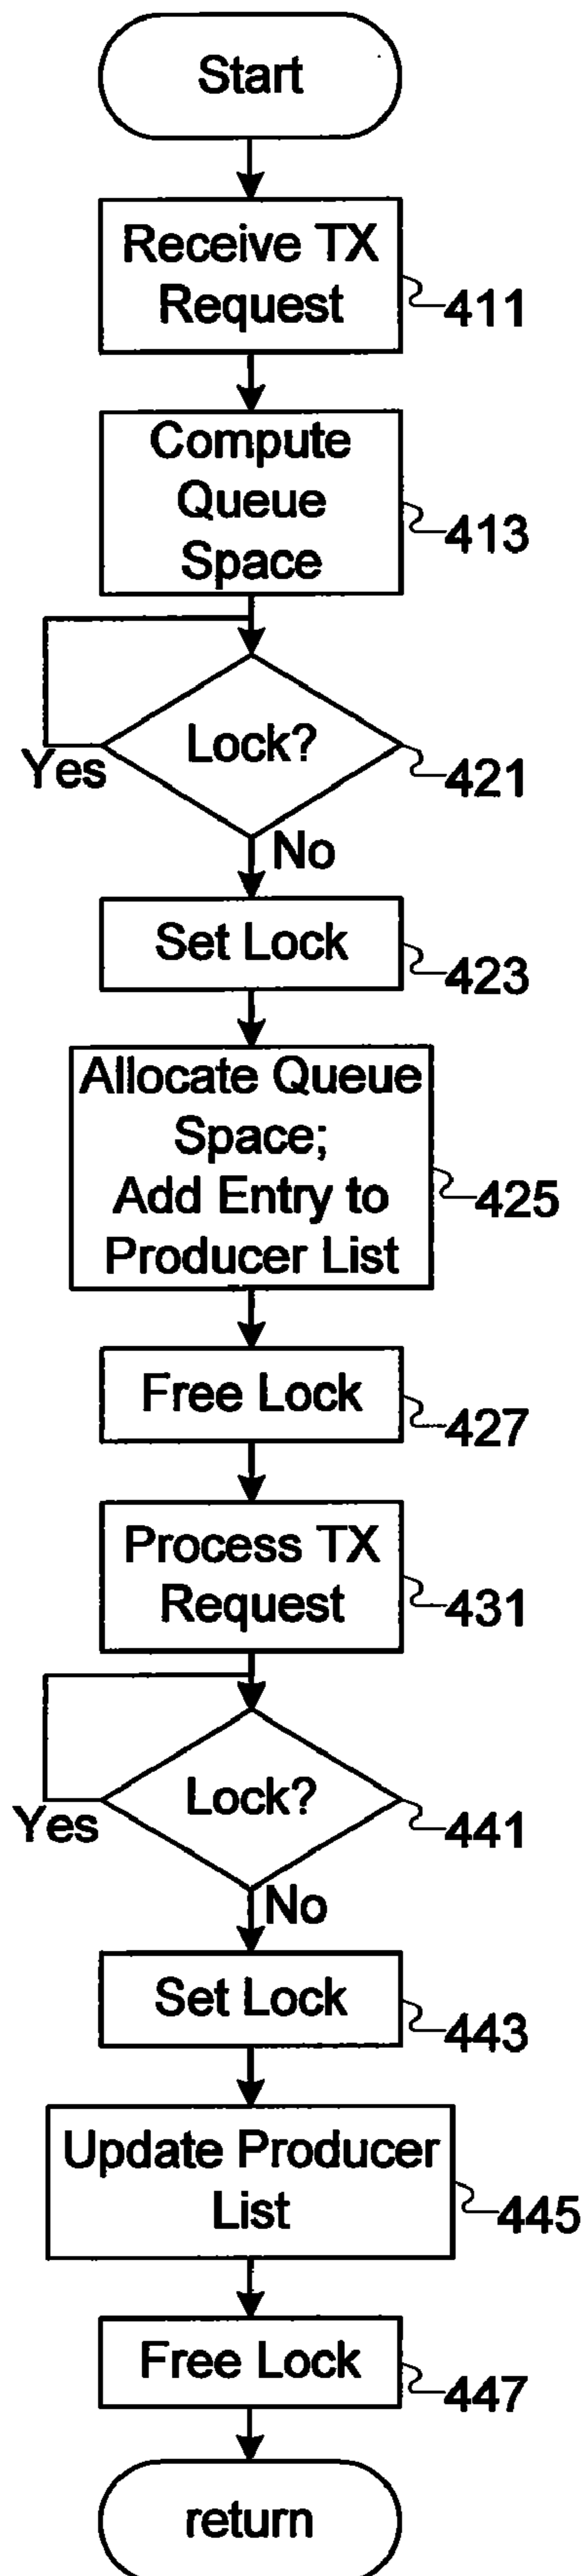 Start
Receive TX
Request
411
Compute
Queue
Space
413
Lock?
Yes
421
No
Set Lock
423
Allocate Queue
Space;
Add Entry to
Producer List
425
Free Lock
427
Process TX
Request
431
Lock?
Yes
441
No
Set Lock
443
Update Producer
List
445
Free Lock
447
return